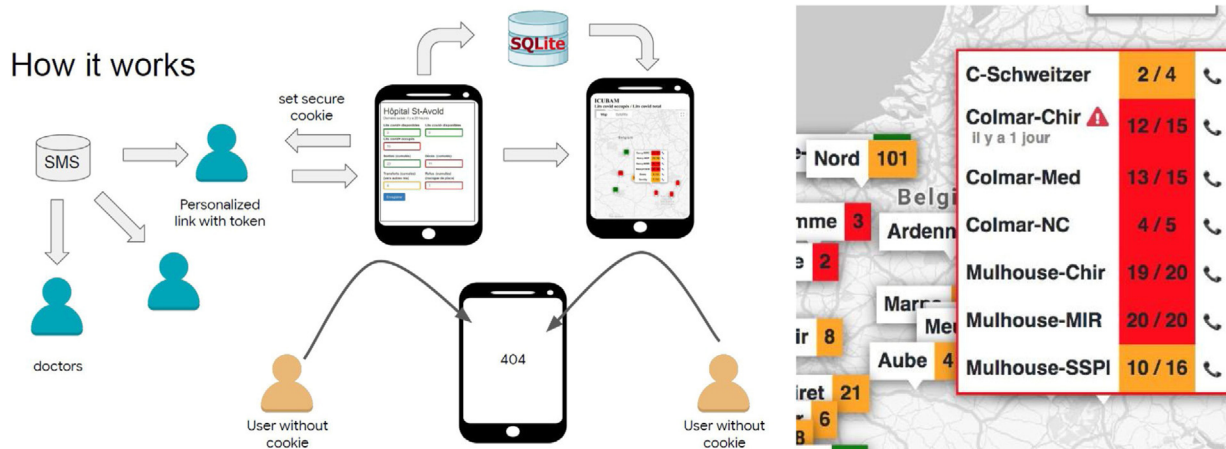 How it works
SMS
doctors
Personalized
link with token
set secure
cookie
SQLite
Hôpital St-Avold
ICUBAM
Belgium
404
User without
cookie
User without
cookie
Nord 101
Belgi
mme 3
Ardenn
e 2
Marne
Meu
ir 8
Aube 4
iret 21
r 6
8
C-Schweitzer 2 / 4
Colmar-Chir 12 / 15
il y a 1 jour
Colmar-Med 13 / 15
Colmar-NC 4 / 5
Mulhouse-Chir 19 / 20
Mulhouse-MIR 20 / 20
Mulhouse-SSPI 10 / 16